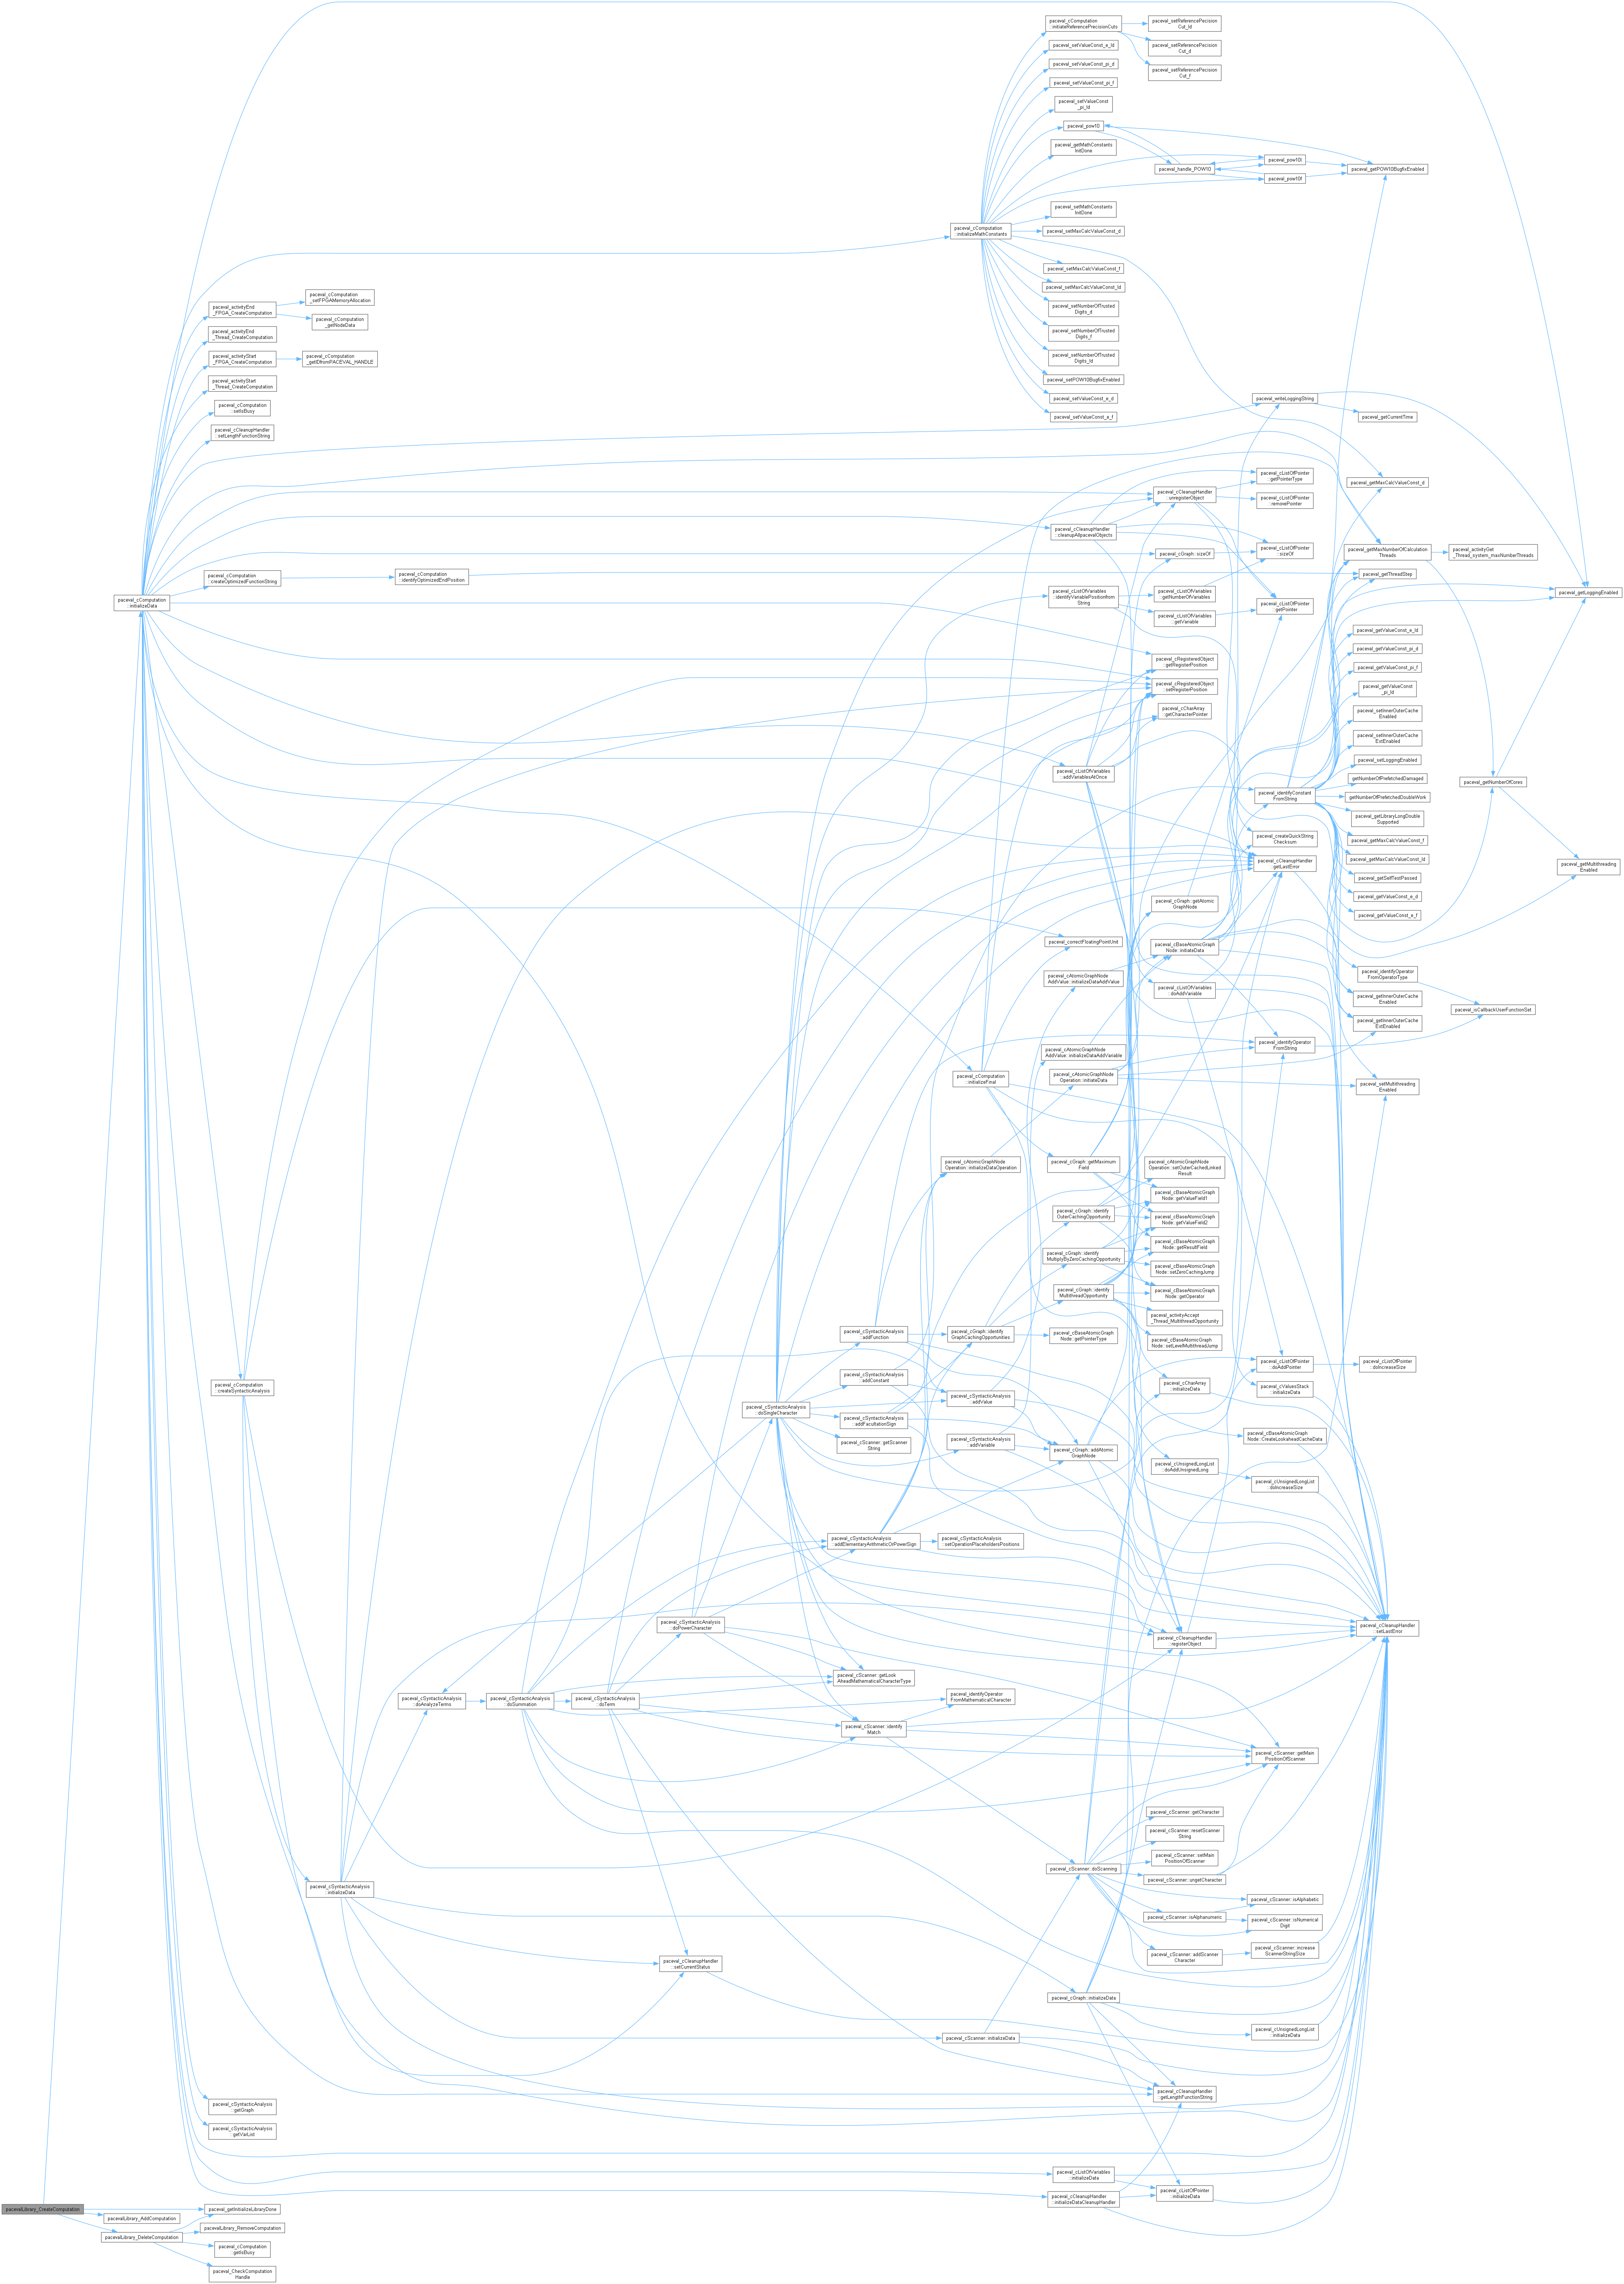 paceval_cComputation
::initiateReferencePrecisionCuts
paceval_setReferencePecision
Cut_ld
paceval_setValueConst_e_ld
paceval_setReferencePecision
Cut_d
paceval_setValueConst_pi_d
paceval_setReferencePecision
Cut_f
paceval_setValueConst_pi_f
paceval_setValueConst
_pi_ld
paceval_pow10
paceval_getMathConstants
InitDone
paceval_handle_POW10
paceval_pow10l
paceval_pow10f
paceval_getPOW10BugfixEnabled
paceval_setMathConstants
InitDone
paceval_cComputation
::initializeMathConstants
paceval_setMaxCalcValueConst_d
paceval_setMaxCalcValueConst_f
paceval_setMaxCalcValueConst_ld
paceval_setNumberOfTrusted
Digits_d
paceval_setNumberOfTrusted
Digits_f
paceval_setNumberOfTrusted
Digits_ld
paceval_setPOW10BugfixEnabled
paceval_setValueConst_e_d
paceval_setValueConst_e_f
paceval_cComputation
_setFPGAMemoryAllocation
paceval_activityEnd
_FPGA_CreateComputation
paceval_cComputation
_getNodeData
paceval_activityEnd
_Thread_CreateComputation
paceval_activityStart
_FPGA_CreateComputation
paceval_cComputation
_getIDfromPACEVAL_HANDLE
paceval_activityStart
_Thread_CreateComputation
paceval_cComputation
::setIsBusy
paceval_cCleanupHandler
::setLengthFunctionString
paceval_writeLoggingString
paceval_getCurrentTime
paceval_cListOfPointer
::getPointerType
paceval_getMaxCalcValueConst_d
paceval_cCleanupHandler
::unregisterObject
paceval_cListOfPointer
::removePointer
paceval_cCleanupHandler
::cleanupAllpacevalObjects
paceval_cGraph::sizeOf
paceval_cListOfPointer
::sizeOf
paceval_getMaxNumberOfCalculation
Threads
paceval_activityGet
_Thread_system_maxNumberThreads
paceval_cComputation
::createOptimizedFunctionString
paceval_cComputation
::identifyOptimizedEndPosition
paceval_getThreadStep
paceval_cComputation
::initializeData
paceval_cListOfVariables
::identifyVariablePositionfrom
String
paceval_cListOfVariables
::getNumberOfVariables
paceval_cListOfVariables
::getVariable
paceval_cListOfPointer
::getPointer
paceval_getLoggingEnabled
paceval_getValueConst_e_ld
paceval_getValueConst_pi_d
paceval_cRegisteredObject
::getRegisterPosition
paceval_getValueConst_pi_f
paceval_cRegisteredObject
::setRegisterPosition
paceval_getValueConst
_pi_ld
paceval_cCharArray
::getCharacterPointer
paceval_setInnerOuterCache
Enabled
paceval_setInnerOuterCache
ExtEnabled
paceval_setLoggingEnabled
paceval_cListOfVariables
::addVariablesAtOnce
getNumberOfPrefetchedDamaged
paceval_getNumberOfCores
paceval_identifyConstant
FromString
getNumberOfPrefetchedDoubleWork
paceval_getLibraryLongDouble
Supported
paceval_createQuickString
Checksum
paceval_getMaxCalcValueConst_f
paceval_cCleanupHandler
::getLastError
paceval_getMaxCalcValueConst_ld
paceval_getMultithreading
Enabled
paceval_getSelfTestPassed
paceval_getValueConst_e_d
paceval_cGraph::getAtomic
GraphNode
paceval_getValueConst_e_f
paceval_correctFloatingPointUnit
paceval_cBaseAtomicGraph
Node::initiateData
paceval_identifyOperator
FromOperatorType
paceval_cAtomicGraphNode
AddValue::initializeDataAddValue
paceval_cListOfVariables
::doAddVariable
paceval_getInnerOuterCache
Enabled
paceval_isCallbackUserFunctionSet
paceval_getInnerOuterCache
ExtEnabled
paceval_identifyOperator
FromString
paceval_cAtomicGraphNode
AddValue::initializeDataAddVariable
paceval_cComputation
::initializeFinal
paceval_cAtomicGraphNode
Operation::initiateData
paceval_setMultithreading
Enabled
paceval_cAtomicGraphNode
Operation::initializeDataOperation
paceval_cGraph::getMaximum
Field
paceval_cAtomicGraphNode
Operation::setOuterCachedLinked
Result
paceval_cBaseAtomicGraph
Node::getValueField1
paceval_cGraph::identify
OuterCachingOpportunity
paceval_cBaseAtomicGraph
Node::getValueField2
paceval_cBaseAtomicGraph
Node::getResultField
paceval_cGraph::identify
MultiplyByZeroCachingOpportunity
paceval_cBaseAtomicGraph
Node::setZeroCachingJump
paceval_cGraph::identify
MultithreadOpportunity
paceval_cBaseAtomicGraph
Node::getOperator
paceval_activityAccept
_Thread_MultithreadOpportunity
paceval_cSyntacticAnalysis
::addFunction
paceval_cGraph::identify
GraphCachingOpportunities
paceval_cBaseAtomicGraph
Node::getPointerType
paceval_cBaseAtomicGraph
Node::setLevelMultithreadJump
paceval_cListOfPointer
::doAddPointer
paceval_cListOfPointer
::doIncreaseSize
paceval_cComputation
::createSyntacticAnalysis
paceval_cSyntacticAnalysis
::addConstant
paceval_cCharArray
::initializeData
paceval_cValuesStack
::initializeData
paceval_cSyntacticAnalysis
::doSingleCharacter
paceval_cSyntacticAnalysis
::addValue
paceval_cSyntacticAnalysis
::addFacultationSign
paceval_cScanner::getScanner
String
paceval_cSyntacticAnalysis
::addVariable
paceval_cGraph::addAtomic
GraphNode
paceval_cBaseAtomicGraph
Node::CreateLookaheadCacheData
paceval_cUnsignedLongList
::doAddUnsignedLong
paceval_cUnsignedLongList
::doIncreaseSize
paceval_cSyntacticAnalysis
::addElementaryArithmeticOrPowerSign
paceval_cSyntacticAnalysis
::setOperationPlaceholdersPositions
paceval_cSyntacticAnalysis
::doPowerCharacter
paceval_cCleanupHandler
::registerObject
paceval_cCleanupHandler
::setLastError
paceval_cScanner::getLook
AheadMathematicalCharacterType
paceval_cSyntacticAnalysis
::doAnalyzeTerms
paceval_cSyntacticAnalysis
::doSummation
paceval_cSyntacticAnalysis
::doTerm
paceval_identifyOperator
FromMathematicalCharacter
paceval_cScanner::identify
Match
paceval_cScanner::getMain
PositionOfScanner
paceval_cScanner::getCharacter
paceval_cScanner::resetScanner
String
paceval_cScanner::setMain
PositionOfScanner
paceval_cScanner::doScanning
paceval_cScanner::ungetCharacter
paceval_cSyntacticAnalysis
::initializeData
paceval_cScanner::isAlphabetic
paceval_cScanner::isAlphanumeric
paceval_cScanner::isNumerical
Digit
paceval_cScanner::addScanner
Character
paceval_cScanner::increase
ScannerStringSize
paceval_cCleanupHandler
::setCurrentStatus
paceval_cGraph::initializeData
paceval_cUnsignedLongList
::initializeData
paceval_cScanner::initializeData
paceval_cCleanupHandler
::getLengthFunctionString
paceval_cSyntacticAnalysis
::getGraph
paceval_cSyntacticAnalysis
::getVarList
paceval_cListOfVariables
::initializeData
paceval_cCleanupHandler
::initializeDataCleanupHandler
paceval_cListOfPointer
::initializeData
pacevalLibrary_CreateComputation
paceval_getInitializeLibraryDone
pacevalLibrary_AddComputation
pacevalLibrary_DeleteComputation
pacevalLibrary_RemoveComputation
paceval_cComputation
::getIsBusy
paceval_CheckComputation
Handle